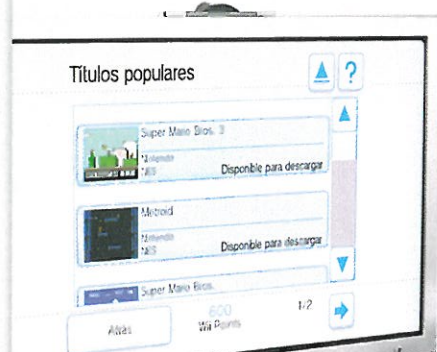 Títulos populares
?
Super Mario Bros. 3
Nintendo
NES
Disponible para descargar
Metroid
Nintendo
NES
Disponible para descargar
Super Mario Bros.
Atrás
600
Wii Points
1/2